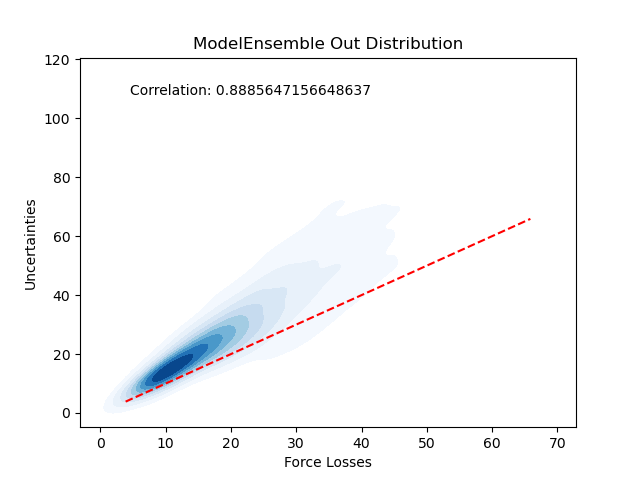 ModelEnsemble Out Distribution
Correlation: 0.8885647156648637
120
100
80
60
40
20
0
Uncertainties
0 10 20 30 40 50 60 70
Force Losses